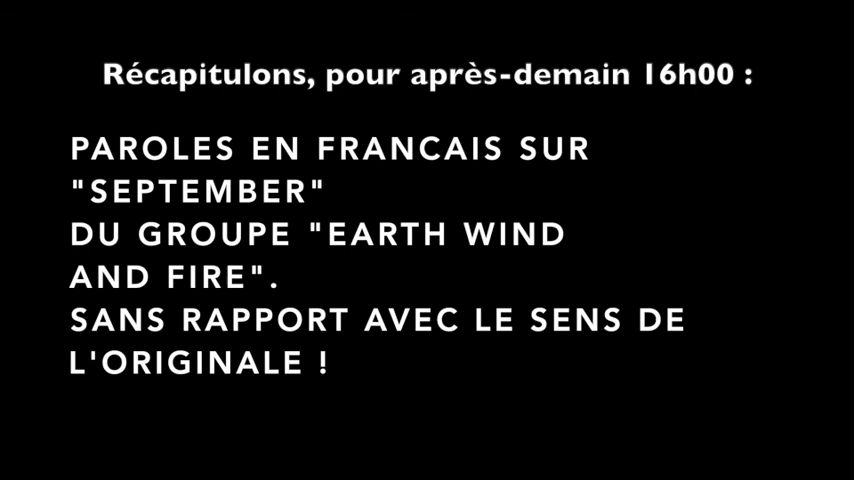 Récapitulons, pour après-demain 16h00 :
PAROLES EN FRANCAIS SUR
"SEPTEMBER"
DU GROUPE "EARTH WIND
AND FIRE".
SANS RAPPORT AVEC LE SENS DE
L'ORIGINALE !